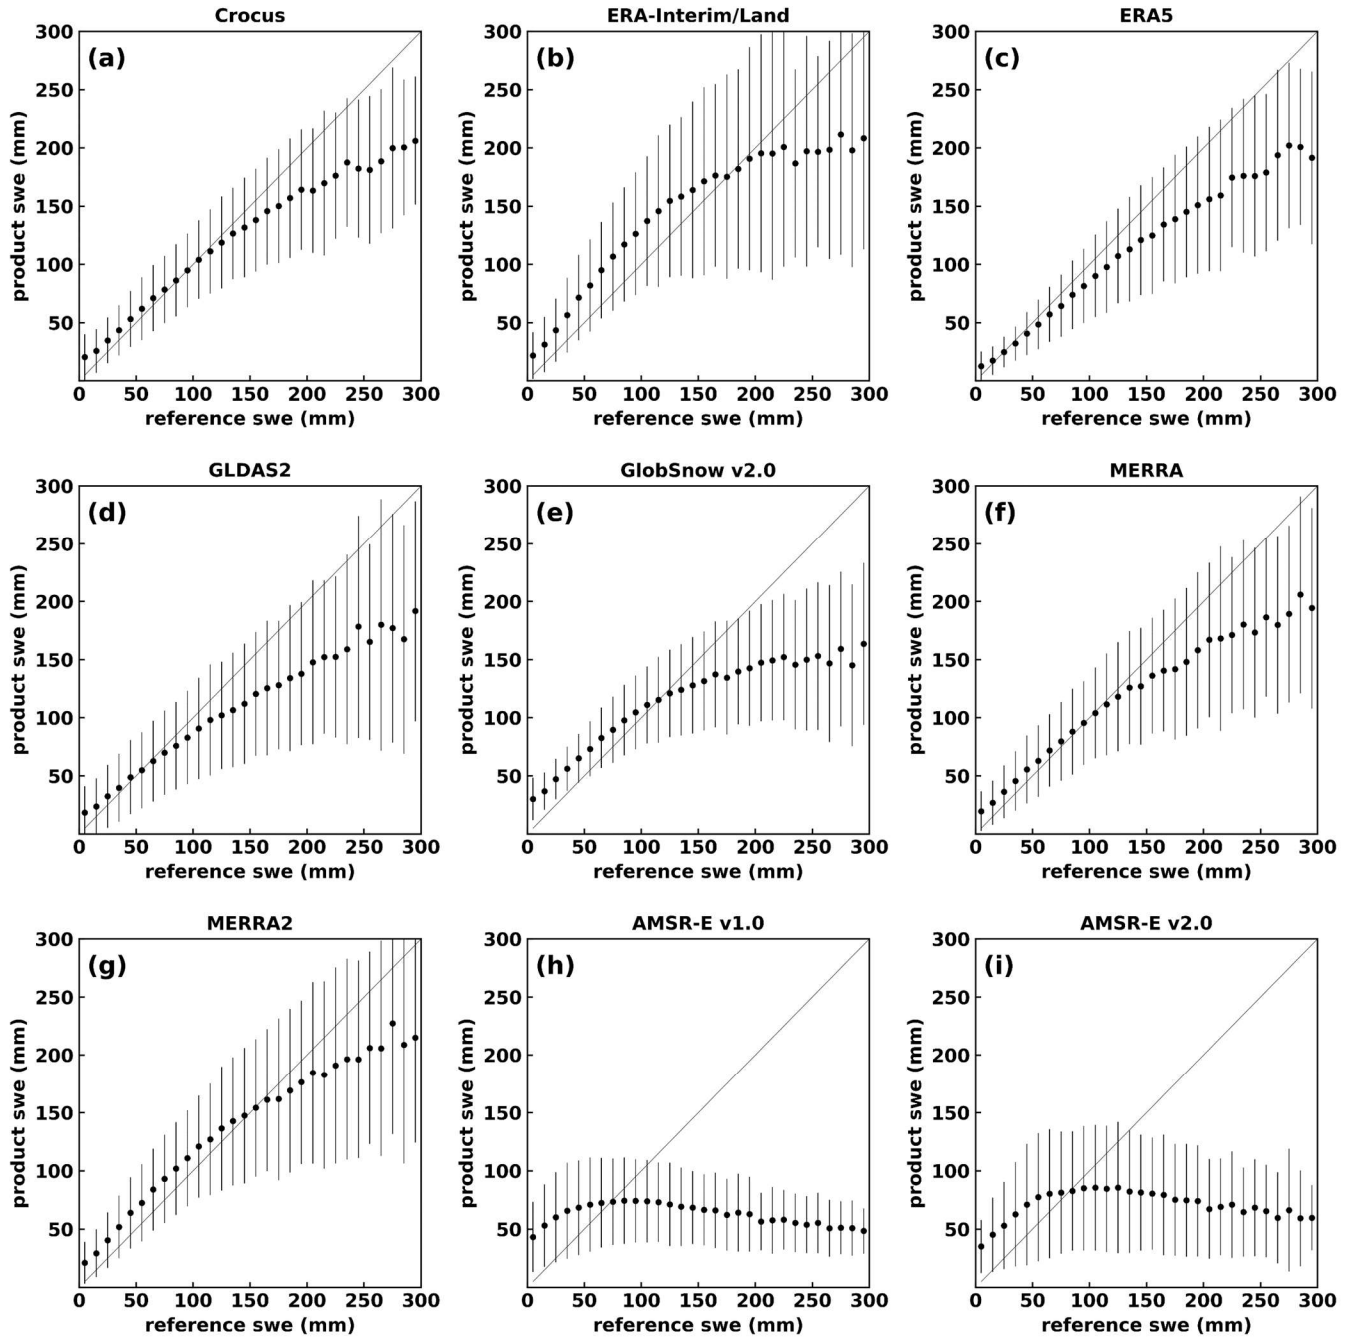 Crocus
(a)
300
250
200
150
100
50
product swe (mm)
0 50 100 150 200 250 300
reference swe (mm)
ERA-Interim/Land
(b)
300
250
200
150
100
50
product swe (mm)
0 50 100 150 200 250 300
reference swe (mm)
ERA5
(c)
300
250
200
150
100
50
product swe (mm)
0 50 100 150 200 250 300
reference swe (mm)
GLDAS2
(d)
300
250
200
150
100
50
product swe (mm)
0 50 100 150 200 250 300
reference swe (mm)
GlobSnow v2.0
(e)
300
250
200
150
100
50
product swe (mm)
0 50 100 150 200 250 300
reference swe (mm)
MERRA
(f)
300
250
200
150
100
50
product swe (mm)
0 50 100 150 200 250 300
reference swe (mm)
MERRA2
(g)
300
250
200
150
100
50
product swe (mm)
0 50 100 150 200 250 300
reference swe (mm)
AMSR-E v1.0
(h)
300
250
200
150
100
50
product swe (mm)
0 50 100 150 200 250 300
reference swe (mm)
AMSR-E v2.0
(i)
300
250
200
150
100
50
product swe (mm)
0 50 100 150 200 250 300
reference swe (mm)